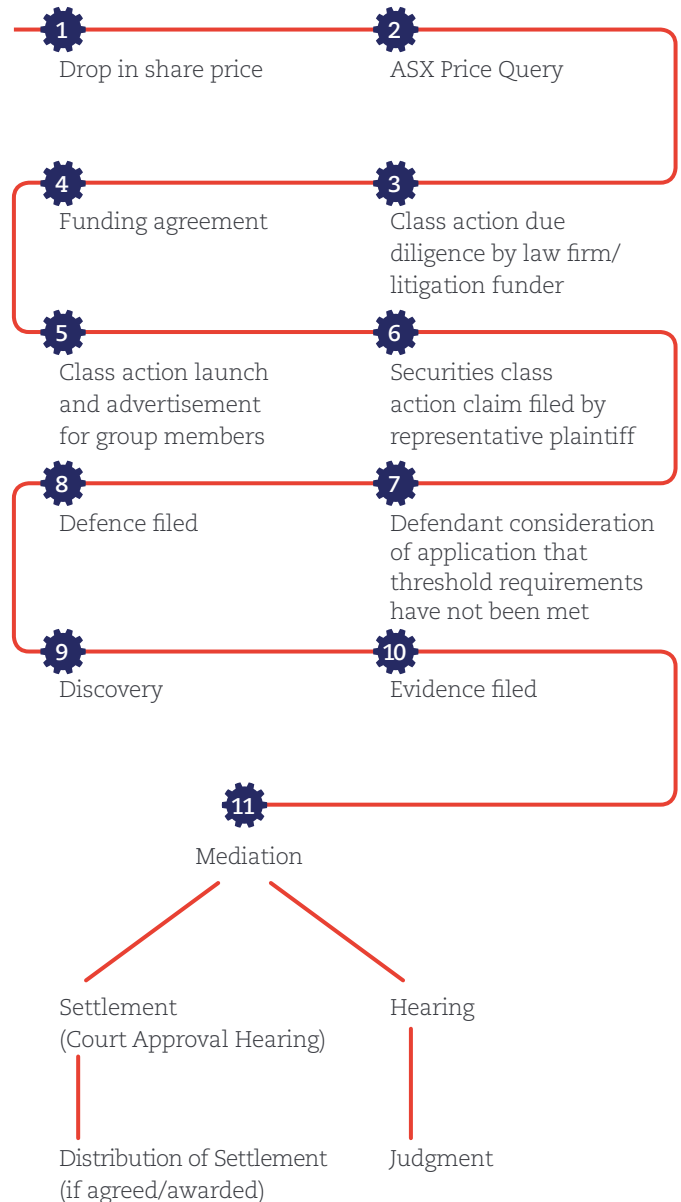 1
Drop in share price
2
ASX Price Query
3
Class action due
diligence by law firm/
litigation funder
4
Funding agreement
5
Class action launch
and advertisement
for group members
6
Securities class
action claim filed by
representative plaintiff
7
Defendant consideration
of application that
threshold requirements
have not been met
8
Defence filed
9
Discovery
10
Evidence filed
11
Mediation
Settlement
(Court Approval Hearing)
Distribution of Settlement
(if agreed/awarded)
Hearing
Judgment